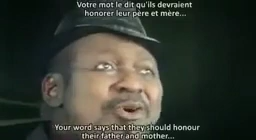 Votre mot le dit qu'ils devraient
honorer leur père et mère...
Your word says that they should honour
their father and mother...